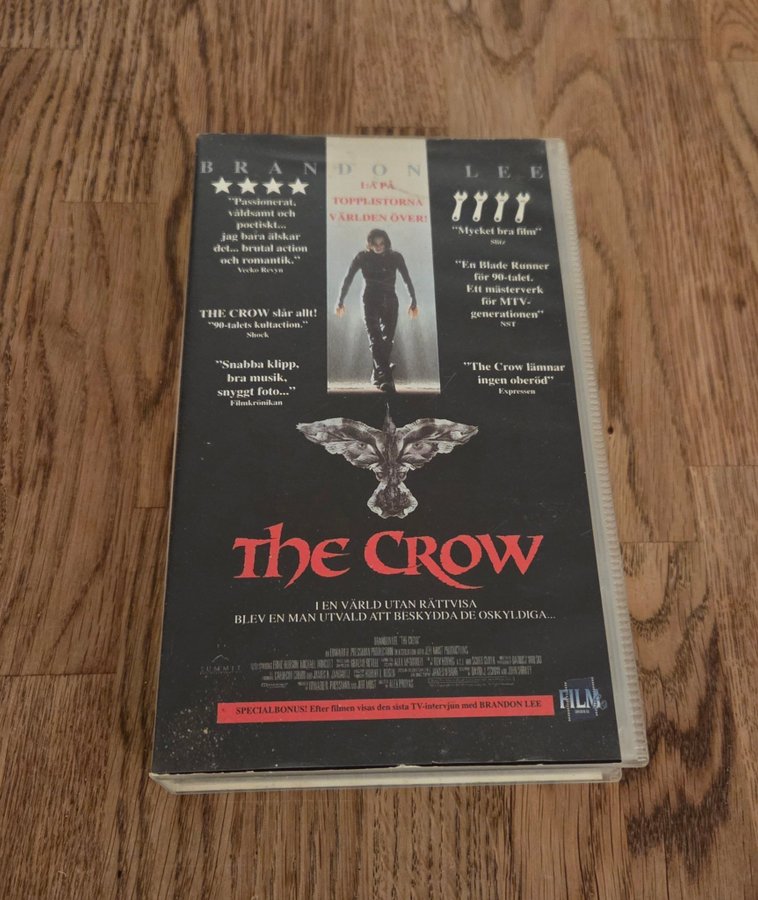 BRANDON LEE
ETTA PÅ
TOPPLISTORNA
VÄRLDEN ÖVER!
"Passionerat,
våldsamt och
poetiskt...
jag bara älskar
det... brutal action
och romantik."
Vecko Revyn
THE CROW slår allt!
"90-talets kultaction."
Shock
"Snabba klipp,
bra musik,
snyggt foto..."
Filmkrönikan
"Mycket bra film"
Slitz
"En Blade Runner
för 90-talet.
Ett mästerverk
för MTV-
generationen"
NST
"The Crow lämnar
ingen oberöd"
Expressen
THE CROW
I EN VÄRLD UTAN RÄTTVISA
BLEV EN MAN UTVALD ATT BESKYDDA DE OSKYLDIGA...
BRANDON LEE "THE CROW"
SUMMIT
SPECIALBONUS! Efter filmen visas den sista TV-intervjun med BRANDON LEE
FILM